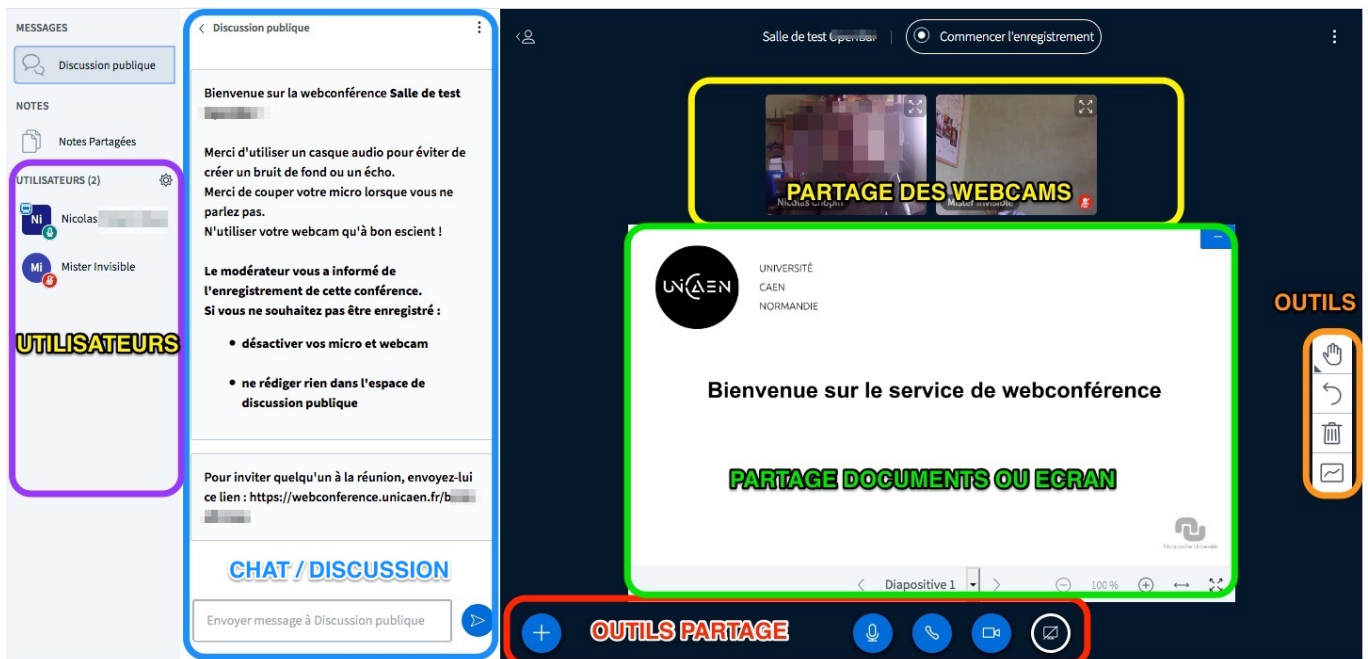 MESSAGES
Discussion publique
NOTES
Notes Partagées
UTILISATEURS (2)
Ni
Nicolas
Mi
Mister Invisible
UTILISATEURS
Discussion publique
Bienvenue sur la webconférence Salle de test
Merci d'utiliser un casque audio pour éviter de
créer un bruit de fond ou un écho.
Merci de couper votre micro lorsque vous ne
parlez pas.
N'utiliser votre webcam qu'à bon escient !
Le modérateur vous a informé de
l'enregistrement de cette conférence.
Si vous ne souhaitez pas être enregistré :
• désactiver vos micro et webcam
• ne rédiger rien dans l'espace de
discussion publique
Pour inviter quelqu'un à la réunion, envoyez-lui
ce lien : https://webconference.unicaen.fr/b
CHAT / DISCUSSION
Envoyer message à Discussion publique
Salle de test
Commencer l'enregistrement
PARTAGE DES WEBCAMS
Nicolas Chopin
Mister Invisible
UNICAEN
UNIVERSITÉ
CAEN
NORMANDIE
Bienvenue sur le service de webconférence
PARTAGE DOCUMENTS OU ECRAN
Normandie Université
Diapositive 1
100 %
OUTILS
OUTILS PARTAGE